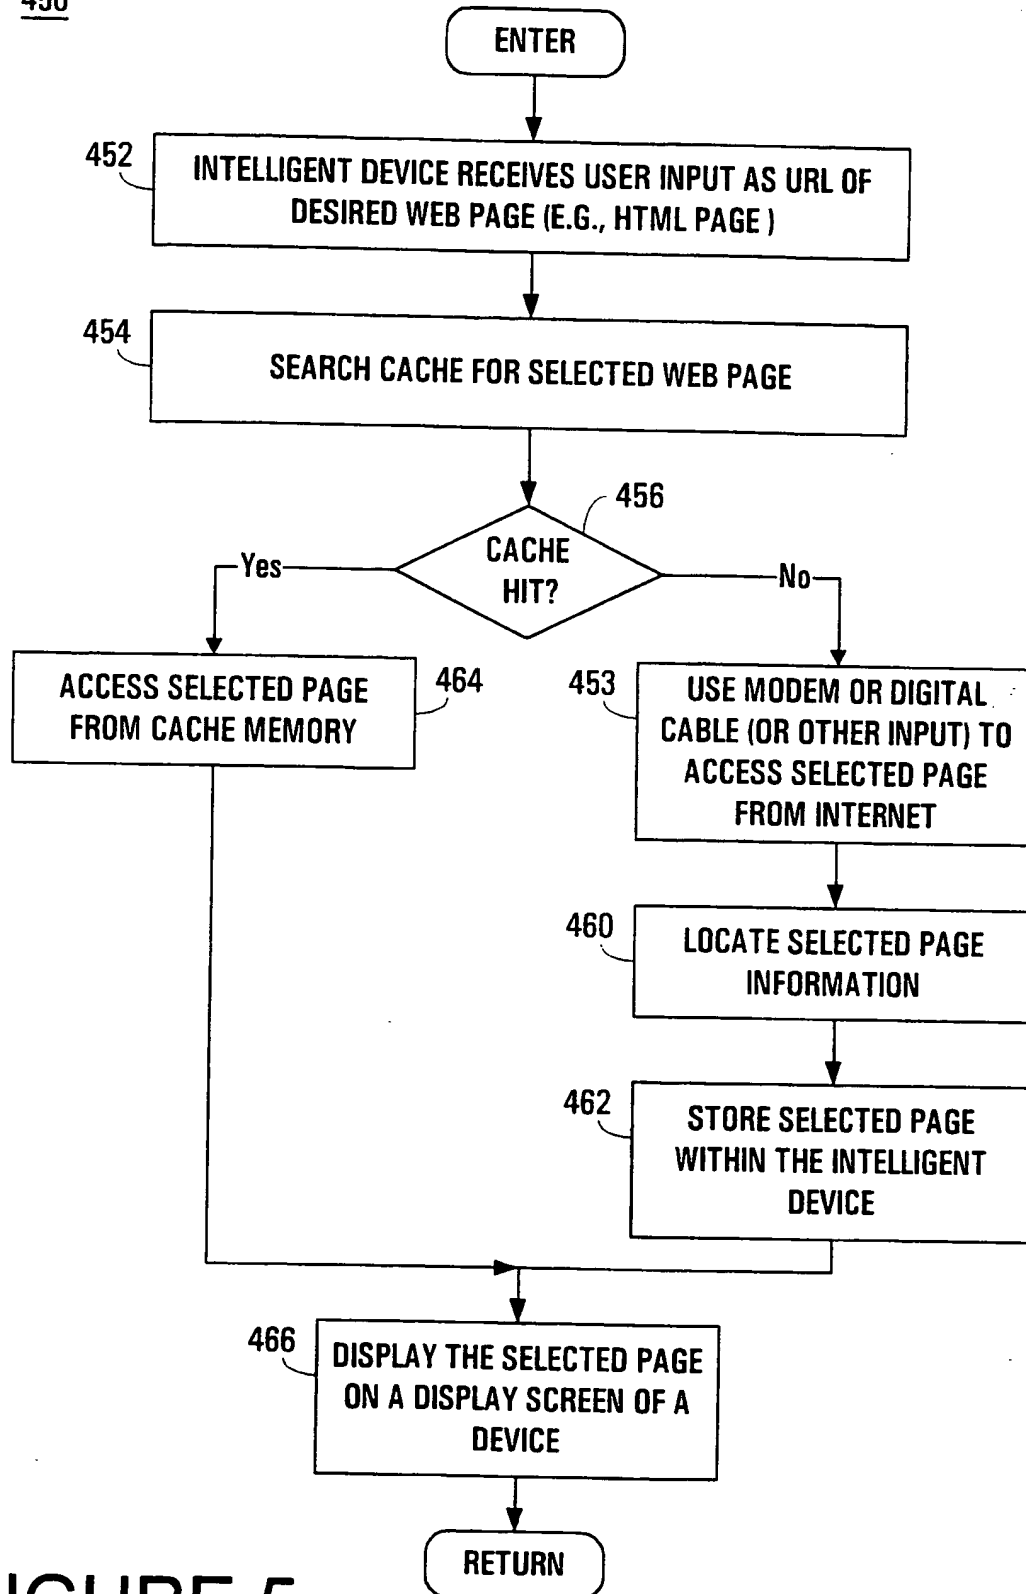 450
ENTER
452
INTELLIGENT DEVICE RECEIVES USER INPUT AS URL OF
DESIRED WEB PAGE (E.G., HTML PAGE )
454
SEARCH CACHE FOR SELECTED WEB PAGE
456
CACHE
HIT?
Yes
No
ACCESS SELECTED PAGE
FROM CACHE MEMORY
464
453
USE MODEM OR DIGITAL
CABLE (OR OTHER INPUT) TO
ACCESS SELECTED PAGE
FROM INTERNET
460
LOCATE SELECTED PAGE
INFORMATION
462
STORE SELECTED PAGE
WITHIN THE INTELLIGENT
DEVICE
466
DISPLAY THE SELECTED PAGE
ON A DISPLAY SCREEN OF A
DEVICE
RETURN
IGURE 5